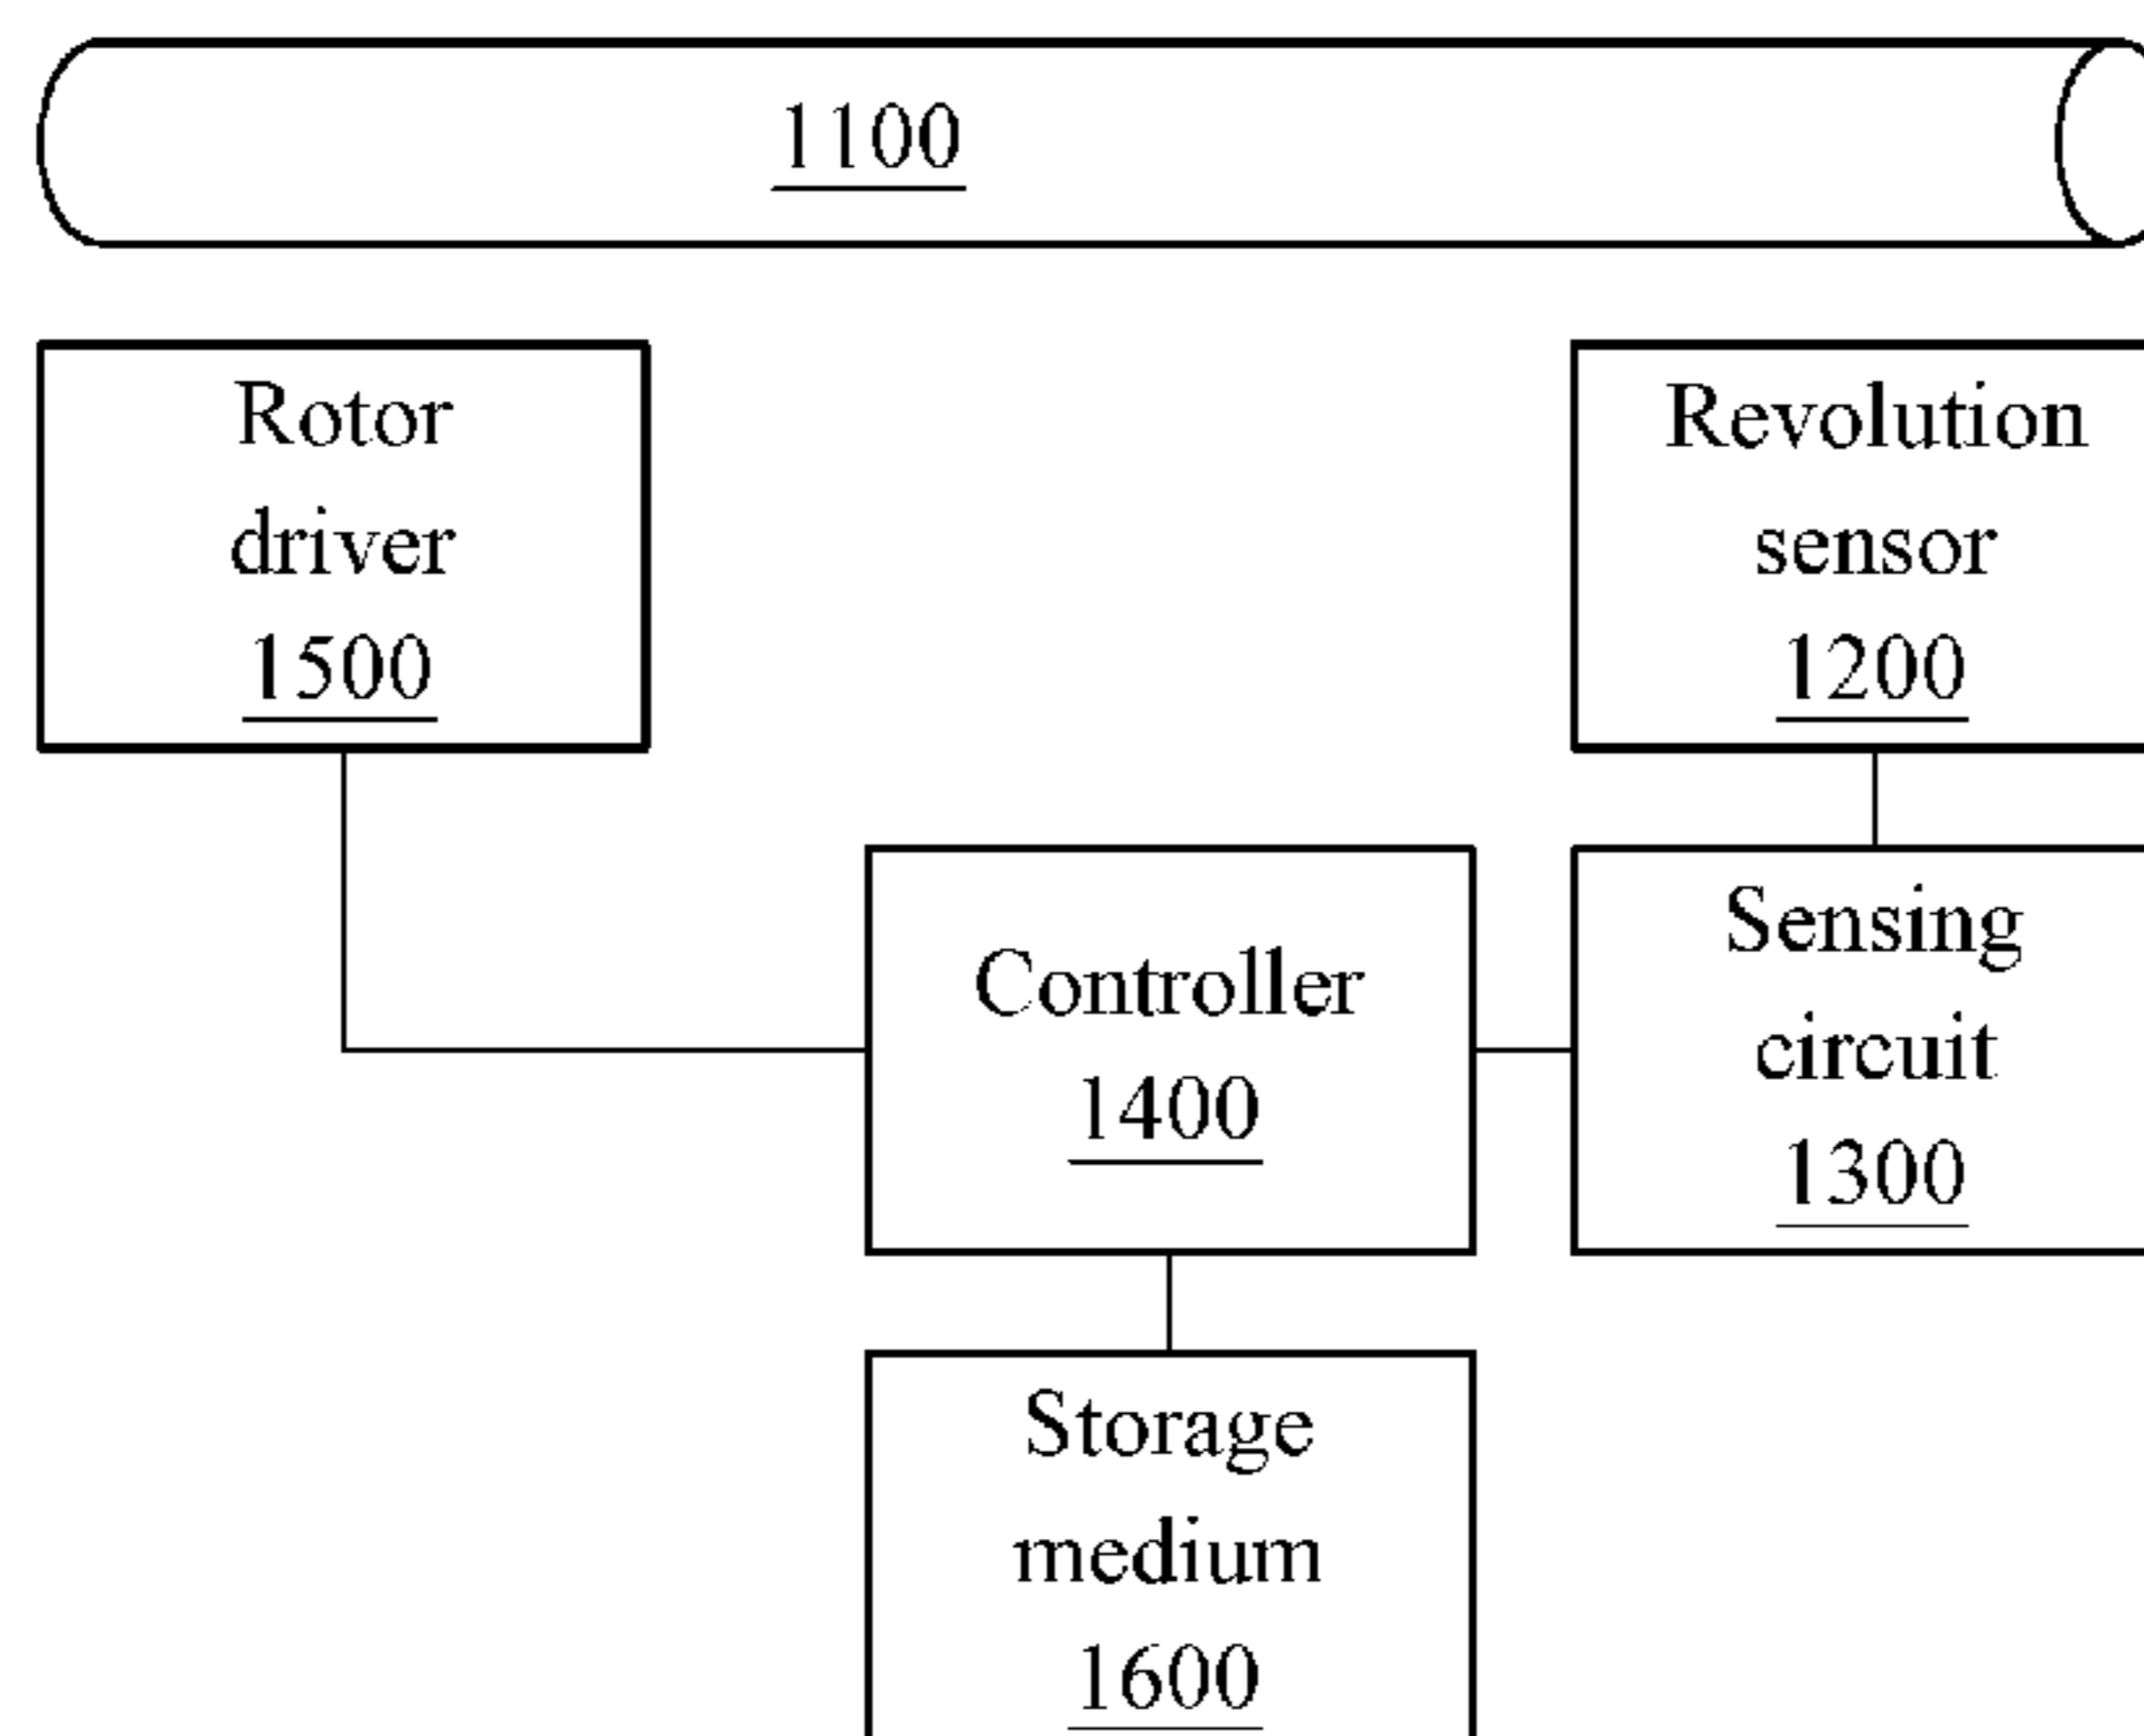 1100
Rotor
driver
1500
Revolution
sensor
1200
Controller
1400
Sensing
circuit
1300
Storage
medium
1600